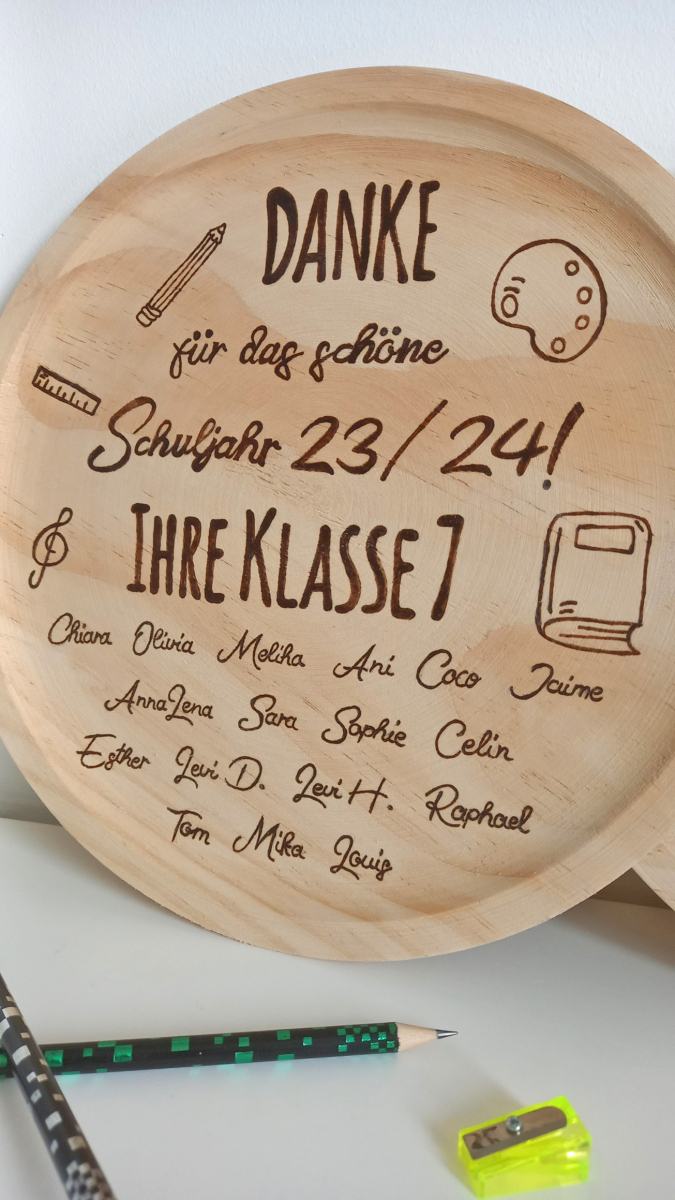 DANKE
für das schöne
Schuljahr 23/24!
IHRE KLASSE 7
Chiara Olivia Melika Ani Coco Jaime
AnnaLena Sara Sophie Celin
Esther Levi D. Levi H. Raphael
Tom Mika Louis